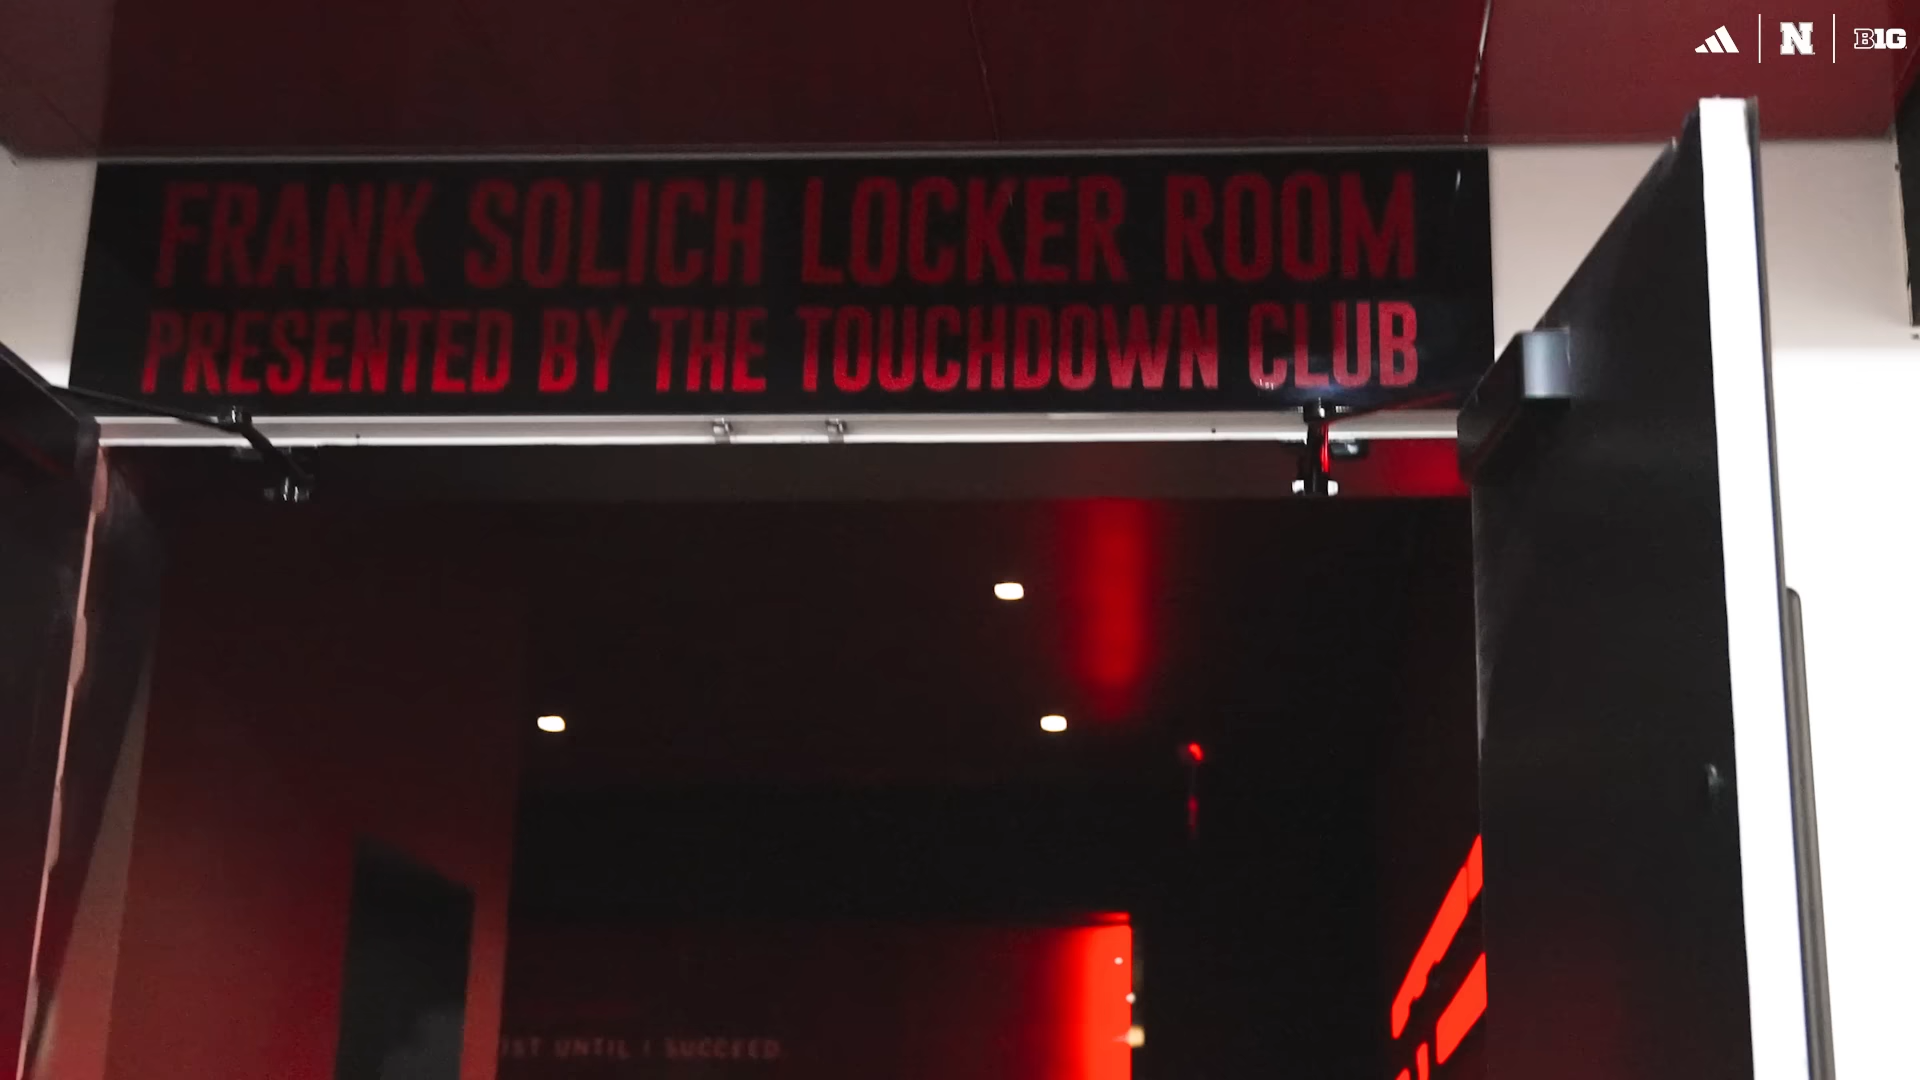 N
B1G
FRANK SOLICH LOCKER ROOM
PRESENTED BY THE TOUCHDOWN CLUB
UNTIL I SUCCEED.